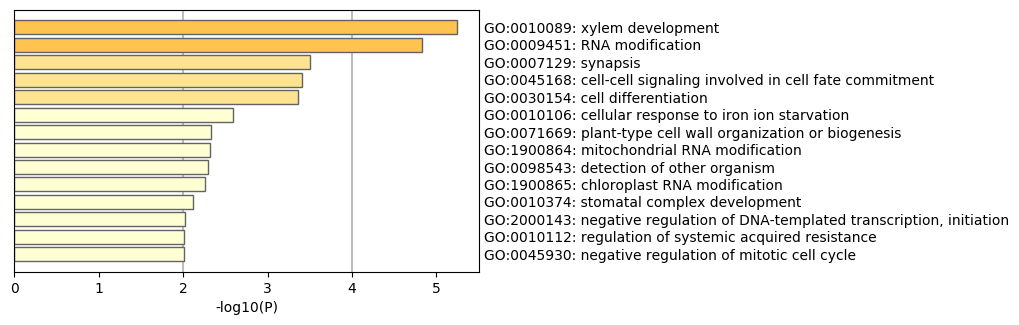 GO:0010089: xylem development
GO:0009451: RNA modification
GO:0007129: synapsis
GO:0045168: cell-cell signaling involved in cell fate commitment
GO:0030154: cell differentiation
GO:0010106: cellular response to iron ion starvation
GO:0071669: plant-type cell wall organization or biogenesis
GO:1900864: mitochondrial RNA modification
GO:0098543: detection of other organism
GO:1900865: chloroplast RNA modification
GO:0010374: stomatal complex development
GO:2000143: negative regulation of DNA-templated transcription, initiation
GO:0010112: regulation of systemic acquired resistance
GO:0045930: negative regulation of mitotic cell cycle
0 1 2 3 4 5
-log10(P)